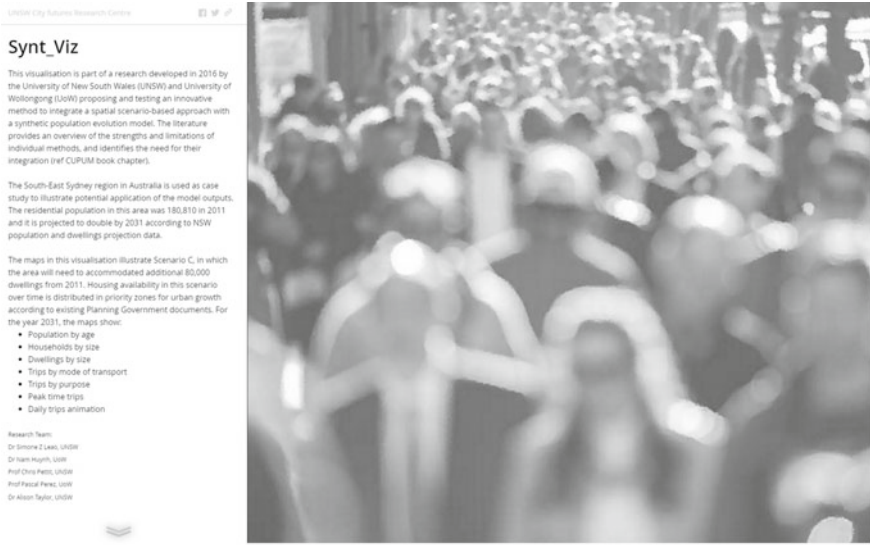 UNSW City Futures Research Centre
Synt_Viz
This visualisation is part of a research developed in 2016 by
the University of New South Wales (UNSW) and University of
Wollongong (UoW) proposing and testing an innovative
method to integrate a spatial scenario-based approach with
a synthetic population evolution model. The literature
provides an overview of the strengths and limitations of
individual methods, and identifies the need for their
integration (ref CUPUM book chapter).
The South-East Sydney region in Australia is used as case
study to illustrate potential application of the model outputs.
The residential population in this area was 180,810 in 2011
and it is projected to double by 2031 according to NSW
population and dwellings projection data.
The maps in this visualisation illustrate Scenario C, in which
the area will need to accommodated additional 80,000
dwellings from 2011. Housing availability in this scenario
over time is distributed in priority zones for urban growth
according to existing Planning Government documents. For
the year 2031, the maps show:
• Population by age
• Households by size
• Dwellings by size
• Trips by mode of transport
• Trips by purpose
• Peak time trips
• Daily trips animation
Research Team:
Dr Simone Z Leao, UNSW
Dr Nam Huynh, UoW
Prof Chris Pettit, UNSW
Prof Pascal Perez, UoW
Dr Alison Taylor, UNSW